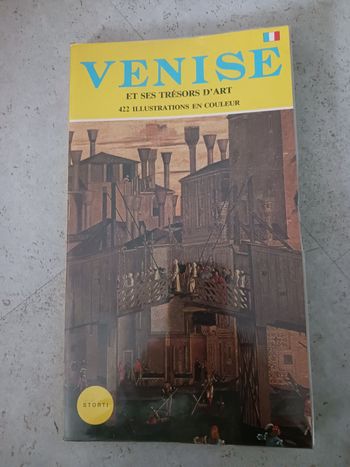 VENISE
ET SES TRÉSORS D'ART
422 ILLUSTRATIONS EN COULEUR
STORTI